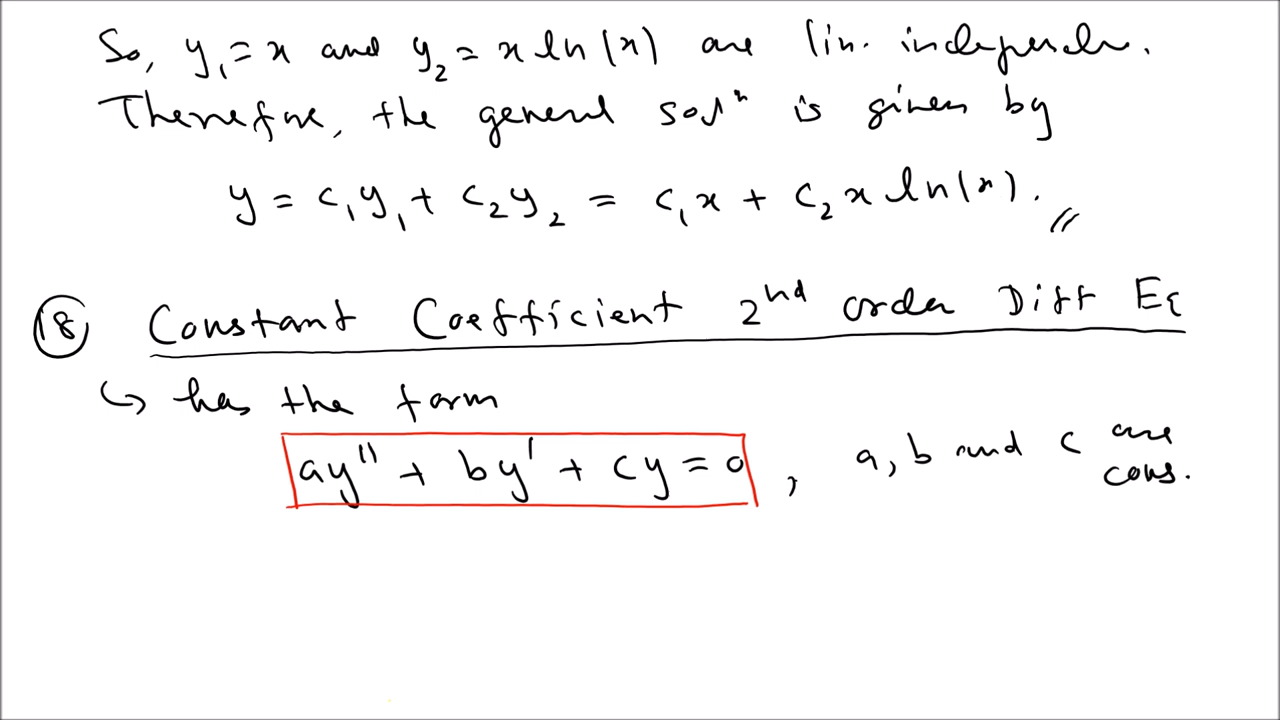 So, y₁ = x and y₂ = x ln(x) are lin. independe.
Therefore, the general solⁿ is given by
y = c₁y₁ + c₂y₂ = c₁x + c₂x ln(x). //
(18) Constant Coefficient 2nd order Diff Eq
↪ has the form
ay'' + by' + cy = 0 , a, b and c are cons.